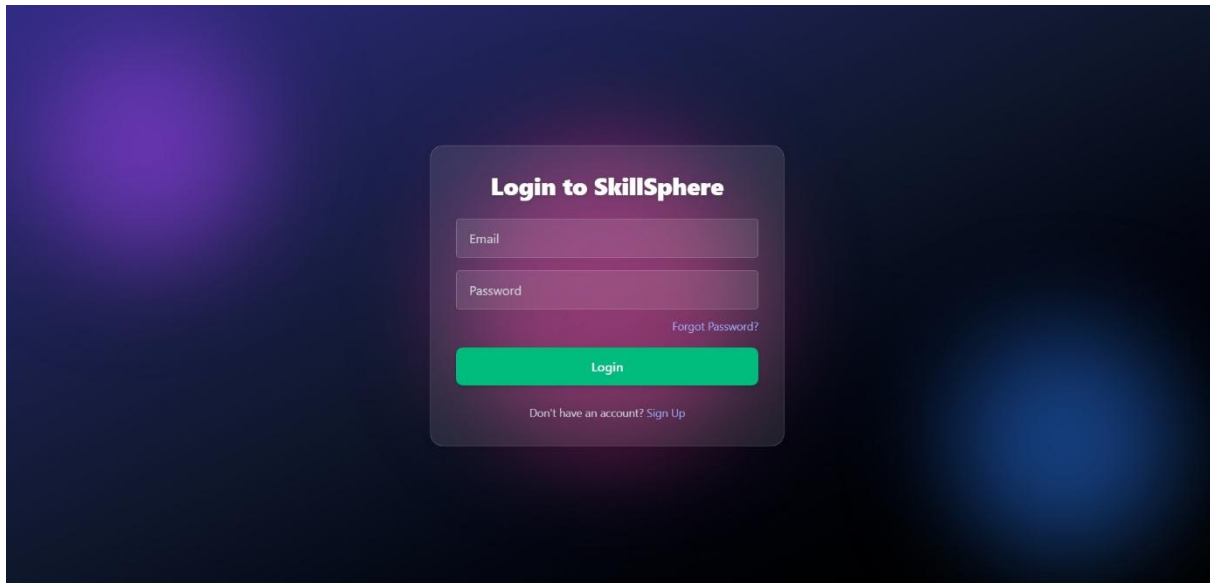 Login to SkillSphere
Email
Password
Forgot Password?
Login
Don't have an account? Sign Up